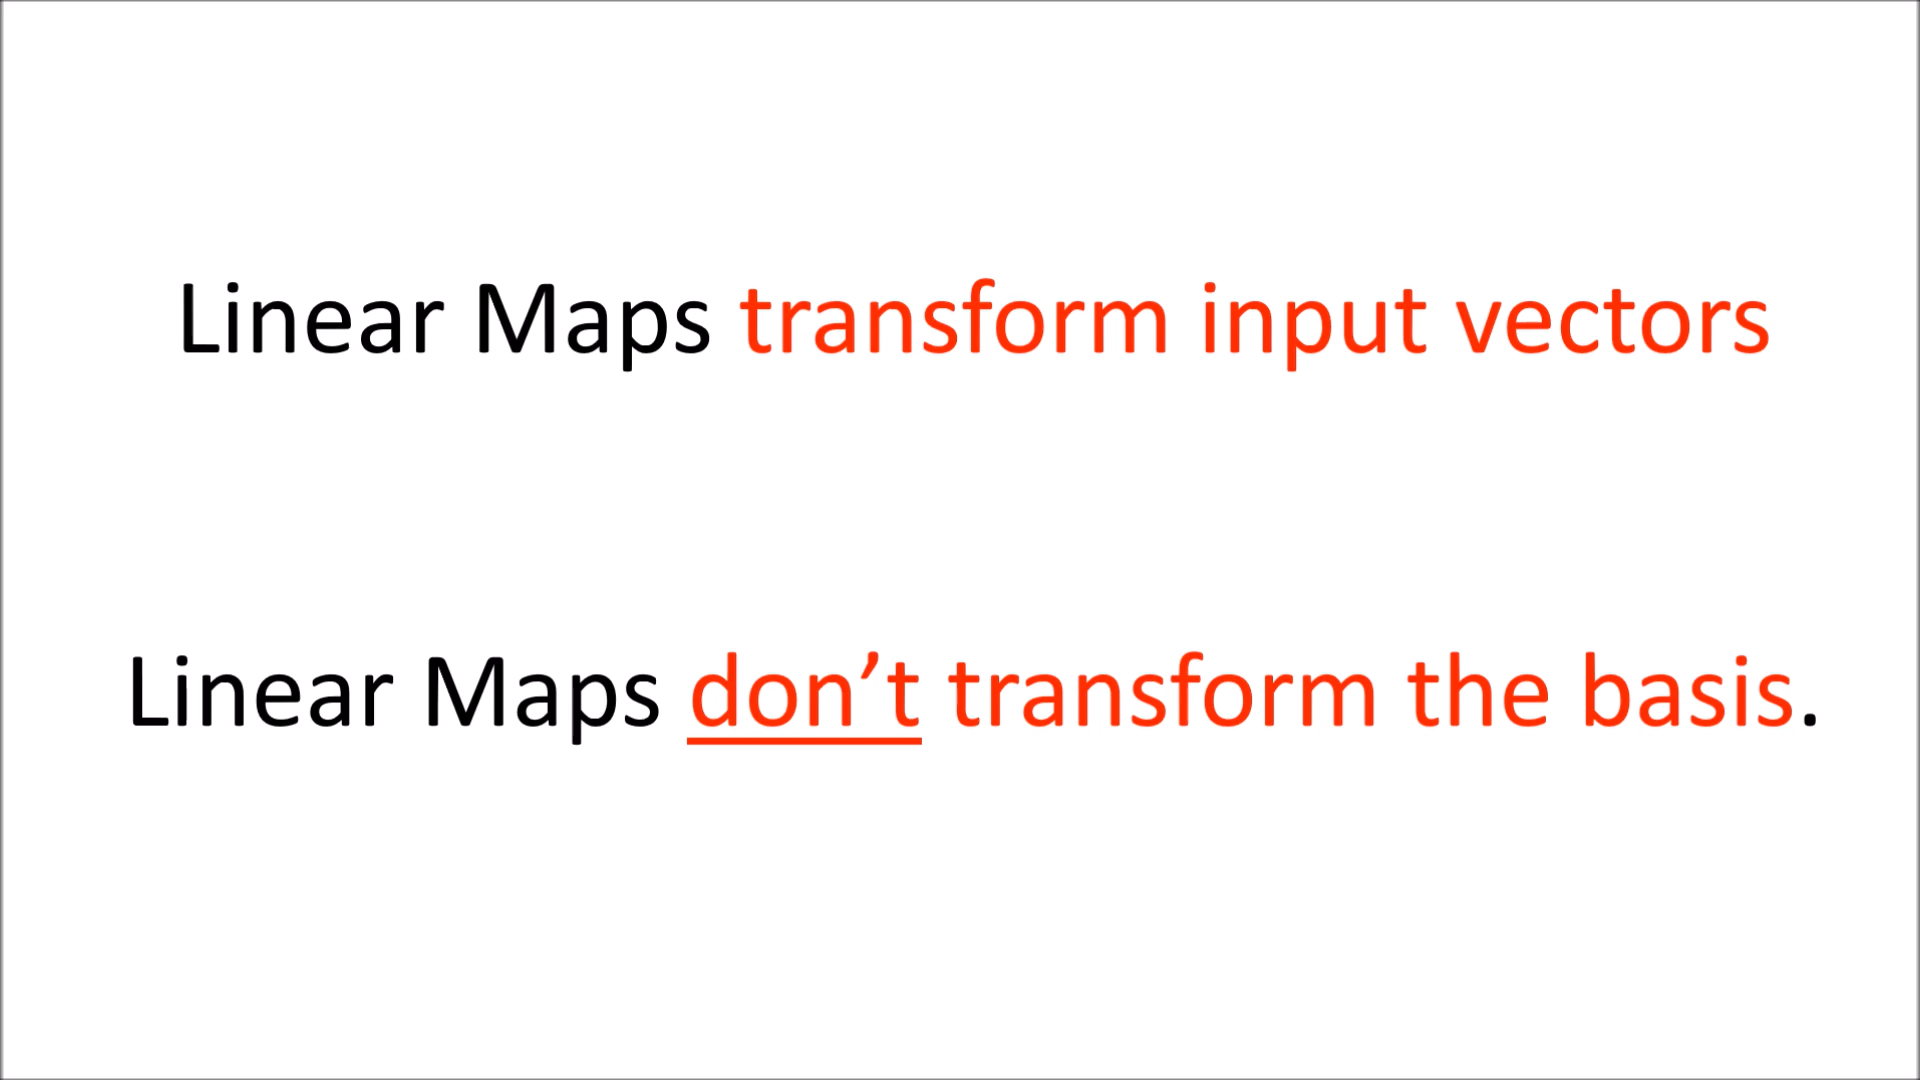 Linear Maps transform input vectors
Linear Maps don’t transform the basis.